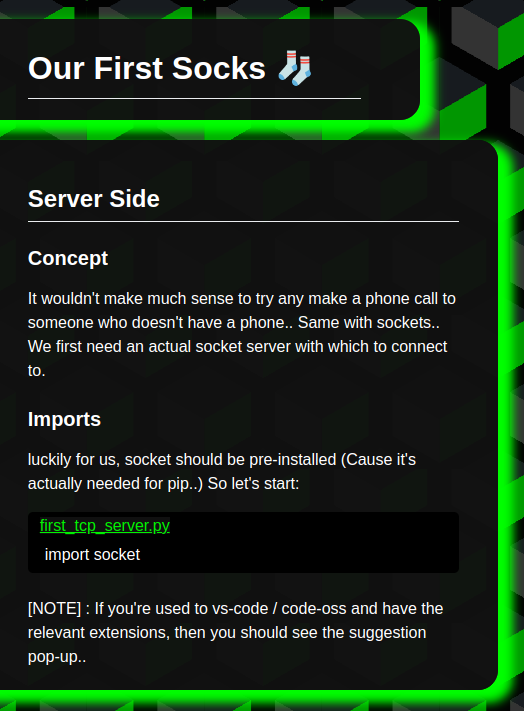 Our First Socks 🧦
Server Side
Concept
It wouldn't make much sense to try any make a phone call to
someone who doesn't have a phone.. Same with sockets..
We first need an actual socket server with which to connect
to.
Imports
luckily for us, socket should be pre-installed (Cause it's
actually needed for pip..) So let's start:
first_tcp_server.py
import socket
[NOTE] : If you're used to vs-code / code-oss and have the
relevant extensions, then you should see the suggestion
pop-up..